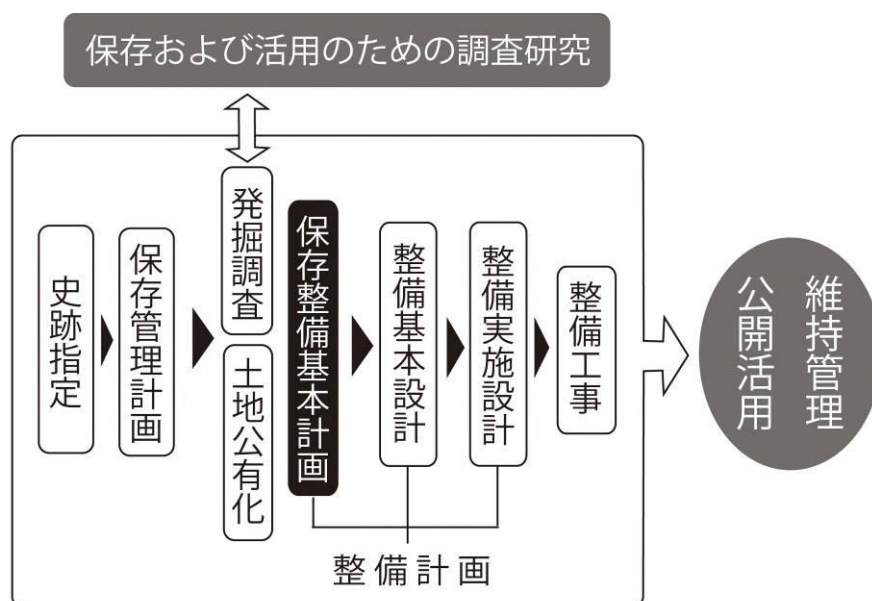 保存および活用のための調査研究
史跡指定
保存管理計画
発掘調査
土地公有化
保存整備基本計画
整備基本設計
整備実施設計
整備工事
整備計画
維持管理
公開活用